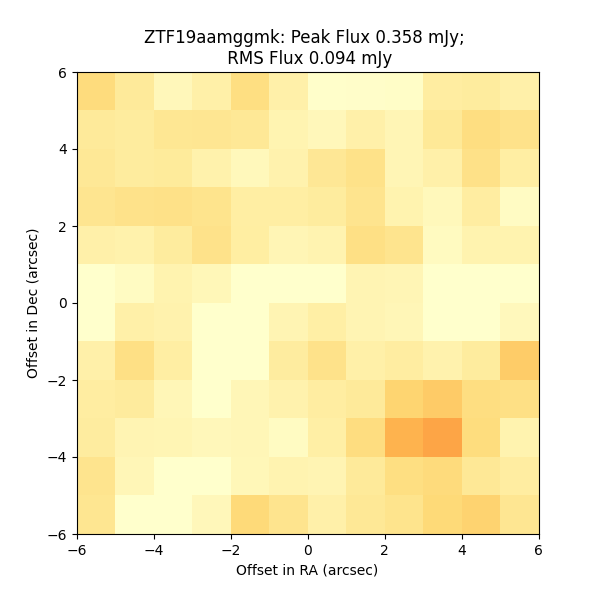 ZTF19aamggmk: Peak Flux 0.358 mJy;
RMS Flux 0.094 mJy
6
4
2
0
−2
−4
−6
Offset in Dec (arcsec)
−6 −4 −2 0 2 4 6
Offset in RA (arcsec)